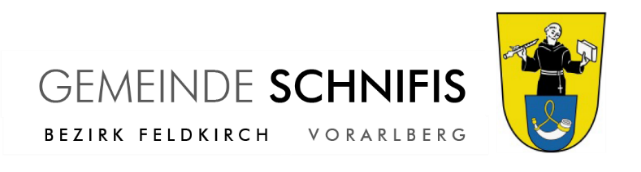 GEMEINDE SCHNIFIS
BEZIRK FELDKIRCH VORARLBERG